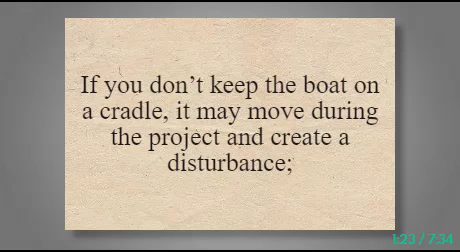 If you don’t keep the boat on
a cradle, it may move during
the project and create a
disturbance;
1:23 / 7:34